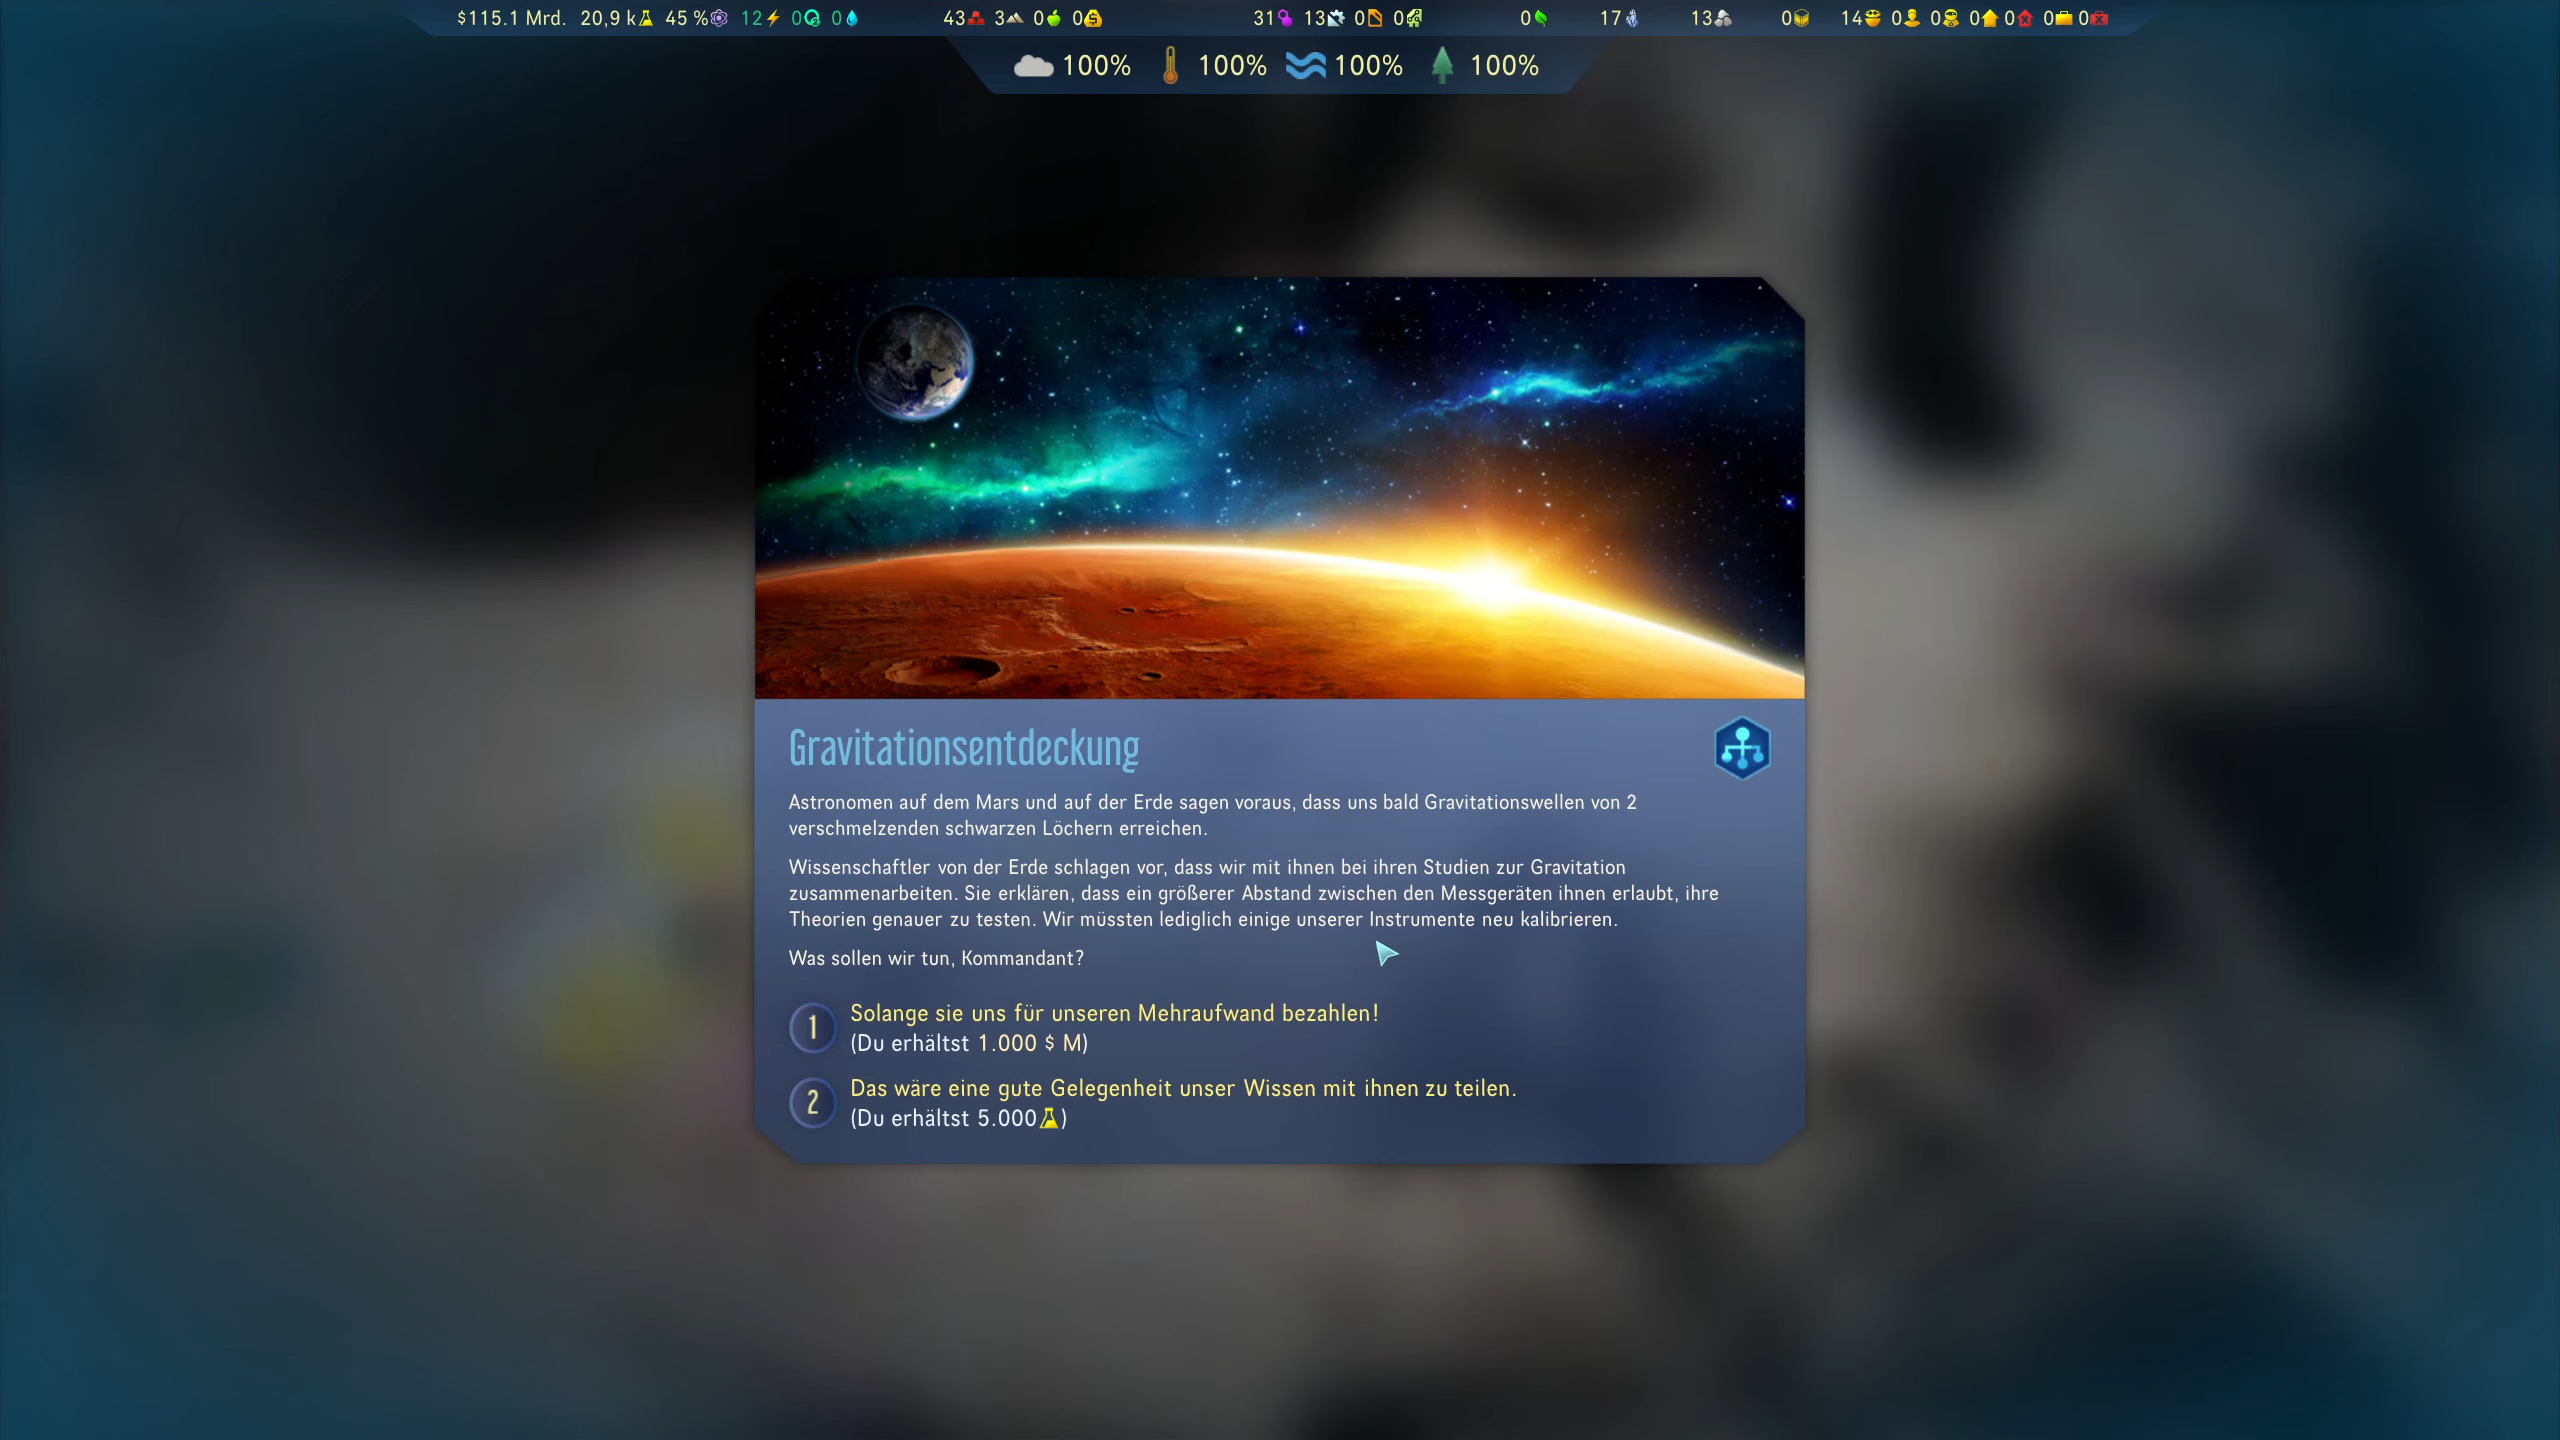 $115.1 Mrd. 20,9 k 45 % 12 0 0 43 3 0 0 31 13 0 0 0 17 13 0 14 0 0 0 0 0 0
100% 100% 100% 100%
Gravitationsentdeckung
Astronomen auf dem Mars und auf der Erde sagen voraus, dass uns bald Gravitationswellen von 2
verschmelzenden schwarzen Löchern erreichen.
Wissenschaftler von der Erde schlagen vor, dass wir mit ihnen bei ihren Studien zur Gravitation
zusammenarbeiten. Sie erklären, dass ein größerer Abstand zwischen den Messgeräten ihnen erlaubt, ihre
Theorien genauer zu testen. Wir müssten lediglich einige unserer Instrumente neu kalibrieren.
Was sollen wir tun, Kommandant?
1 Solange sie uns für unseren Mehraufwand bezahlen!
(Du erhältst 1.000 $ M)
2 Das wäre eine gute Gelegenheit unser Wissen mit ihnen zu teilen.
(Du erhältst 5.000)